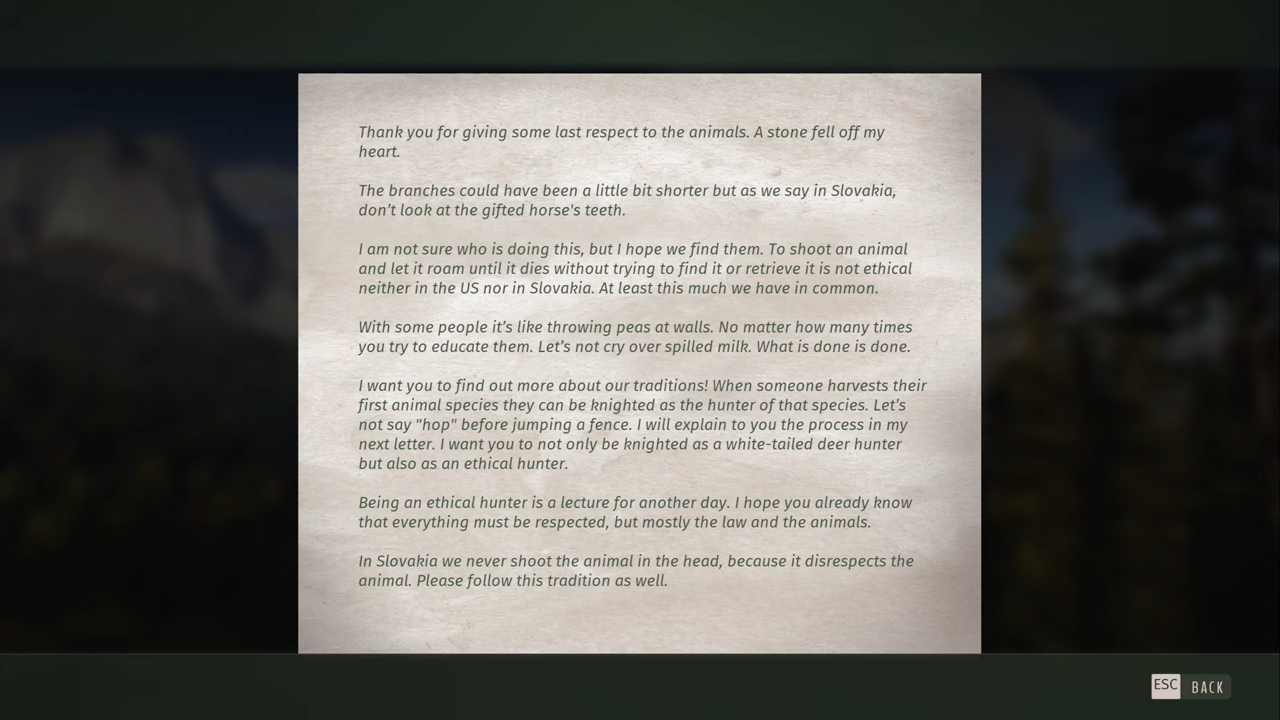 Thank you for giving some last respect to the animals. A stone fell off my
heart.
The branches could have been a little bit shorter but as we say in Slovakia,
don’t look at the gifted horse's teeth.
I am not sure who is doing this, but I hope we find them. To shoot an animal
and let it roam until it dies without trying to find it or retrieve it is not ethical
neither in the US nor in Slovakia. At least this much we have in common.
With some people it’s like throwing peas at walls. No matter how many times
you try to educate them. Let’s not cry over spilled milk. What is done is done.
I want you to find out more about our traditions! When someone harvests their
first animal species they can be knighted as the hunter of that species. Let’s
not say "hop" before jumping a fence. I will explain to you the process in my
next letter. I want you to not only be knighted as a white-tailed deer hunter
but also as an ethical hunter.
Being an ethical hunter is a lecture for another day. I hope you already know
that everything must be respected, but mostly the law and the animals.
In Slovakia we never shoot the animal in the head, because it disrespects the
animal. Please follow this tradition as well.
ESC BACK